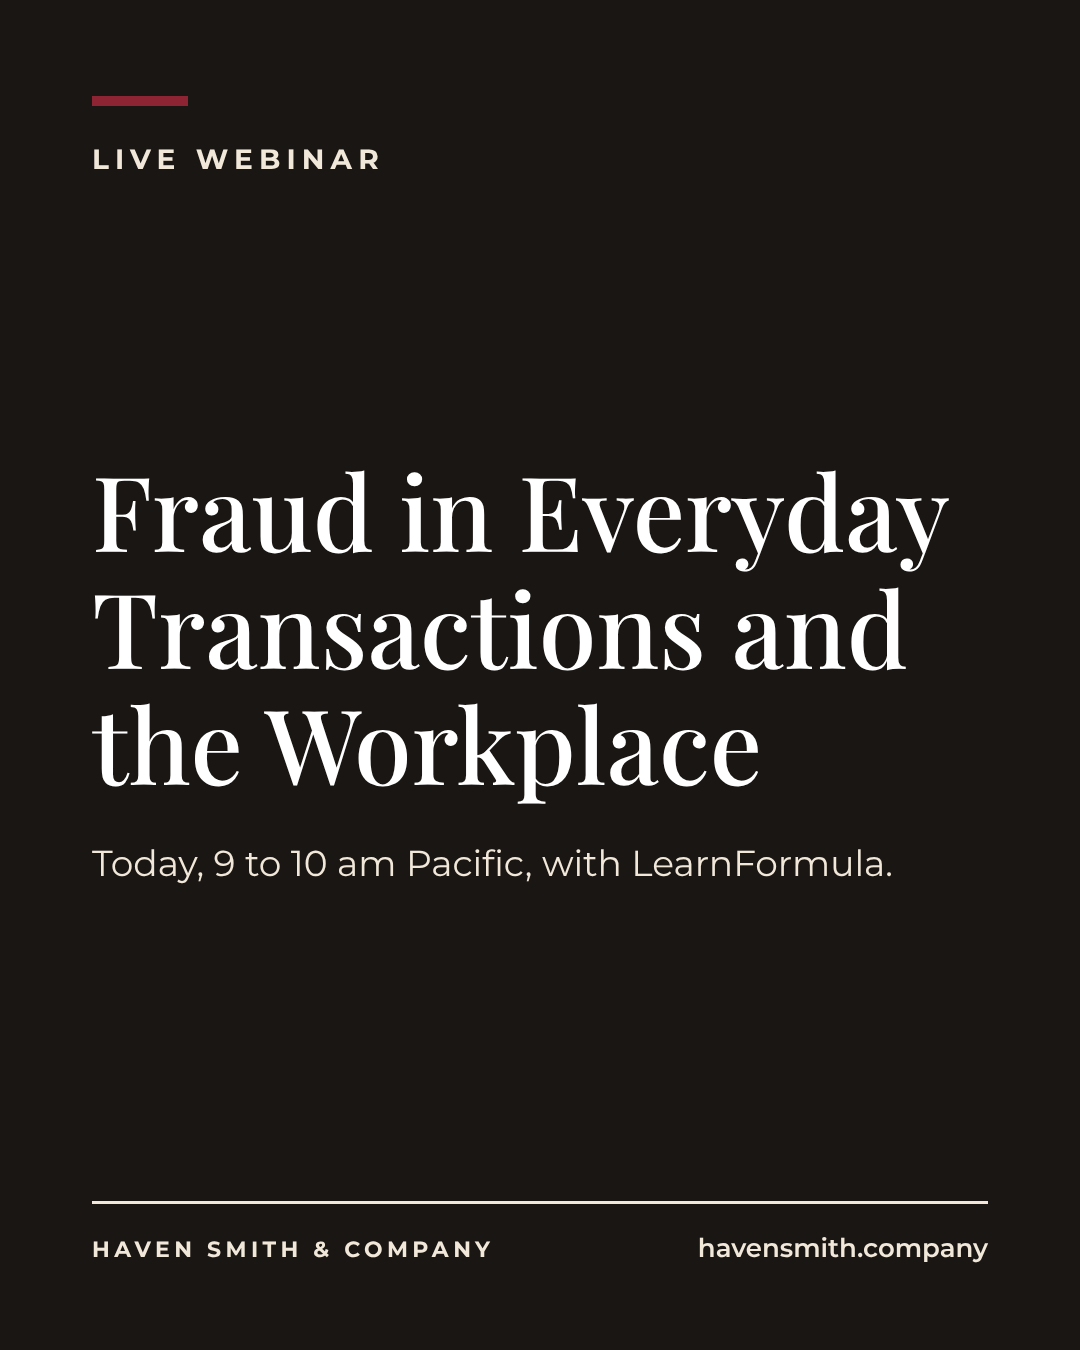 LIVE WEBINAR
Fraud in Everyday
Transactions and
the Workplace
Today, 9 to 10 am Pacific, with LearnFormula.
HAVEN SMITH & COMPANY
havensmith.company